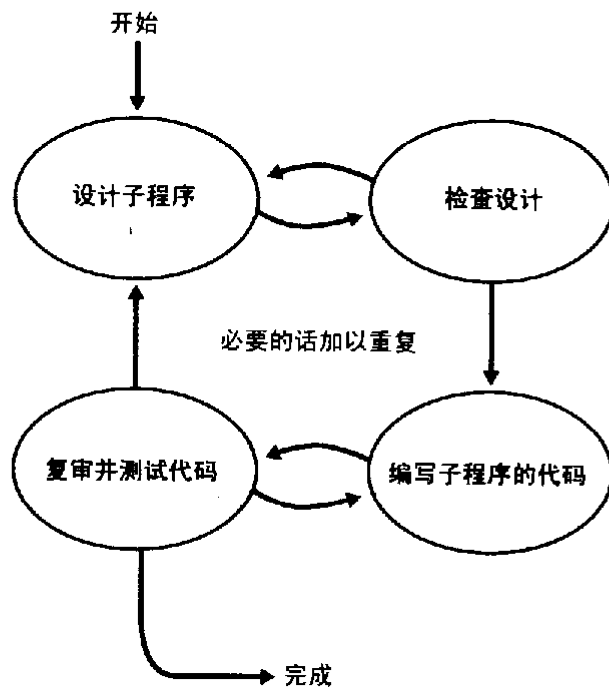 开始
设计子程序
检查设计
必要的话加以重复
复审并测试代码
编写子程序的代码
完成